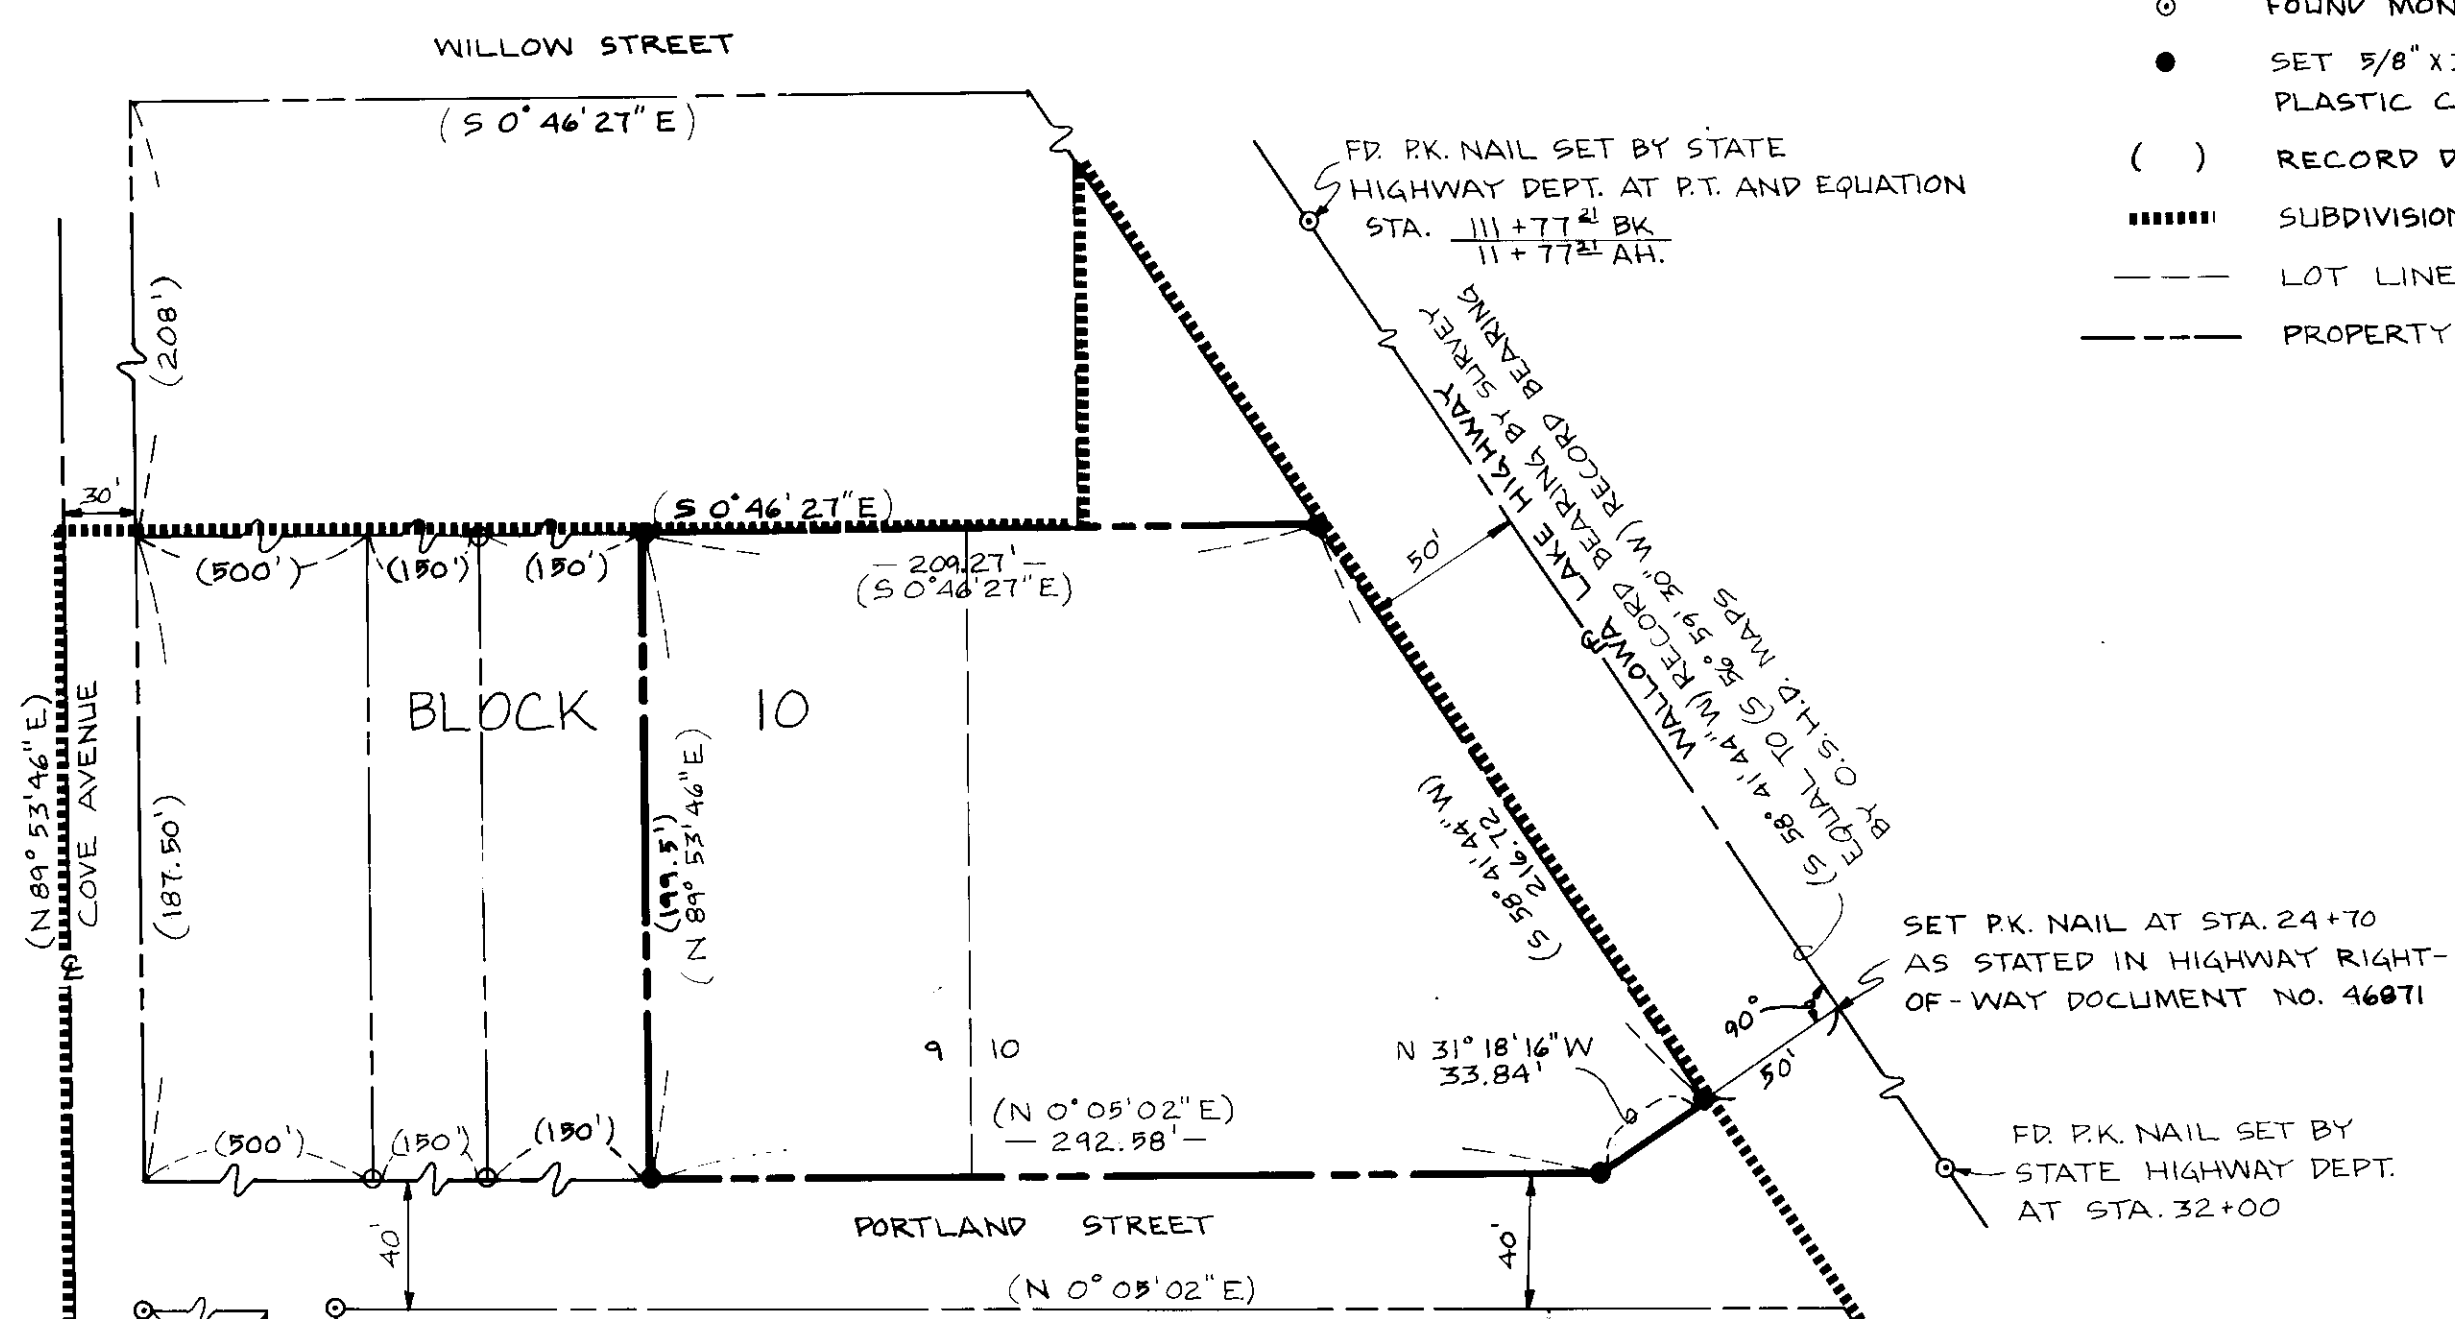 WILLOW STREET
(S 0° 46' 27" E)
(208')
30'
(S 0° 46' 27" E)
(500')
(150')
(150')
209.27'
(S 0° 46' 27" E)
BLOCK 10
(N 89° 53' 46" E)
COVE AVENUE
℄
(187.50')
(199.5')
(N 89° 53' 46" E)
9 10
(500')
(150')
(150')
(N 0° 05' 02" E)
292.58'
PORTLAND STREET
40'
40'
(N 0° 05' 02" E)
FD. P.K. NAIL SET BY STATE
HIGHWAY DEPT. AT P.T. AND EQUATION
STA. 111+77 21 BK
11+77 21 AH.
WALLOWA LAKE HIGHWAY
(S 58° 41' 44" W) RECORD BEARING BY SURVEY
EQUAL TO (S 56° 59' 30" W) RECORD BEARING
BY O.S.H.D. MAPS
50'
(S 58° 41' 44" W)
216.72
N 31° 18' 16" W
33.84'
90°
50'
SET P.K. NAIL AT STA. 24+70
AS STATED IN HIGHWAY RIGHT-
OF-WAY DOCUMENT NO. 46871
FD. P.K. NAIL SET BY
STATE HIGHWAY DEPT.
AT STA. 32+00
FOUND MON
SET 5/8" X
PLASTIC C
( ) RECORD D
SUBDIVISION
LOT LINE
PROPERTY